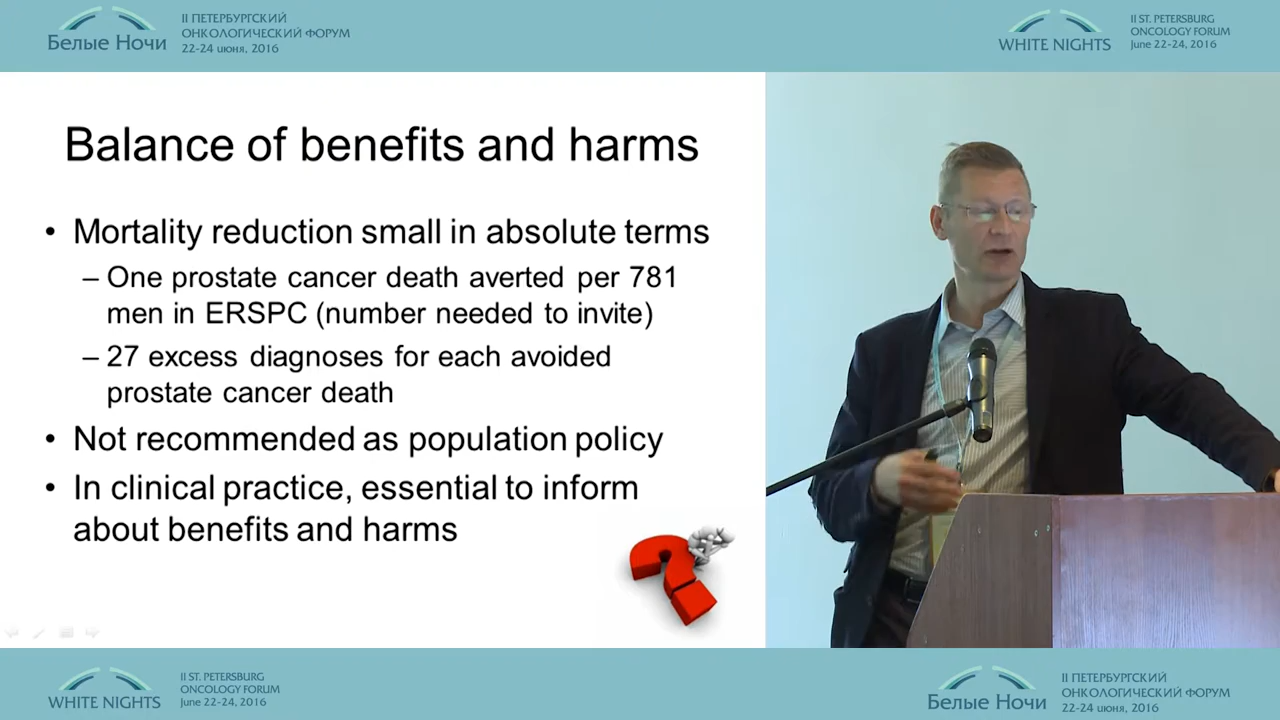 Белые Ночи
II ПЕТЕРБУРГСКИЙ
ОНКОЛОГИЧЕСКИЙ ФОРУМ
22-24 июня, 2016
WHITE NIGHTS
II ST. PETERSBURG
ONCOLOGY FORUM
June 22-24, 2016
Balance of benefits and harms
• Mortality reduction small in absolute terms
– One prostate cancer death averted per 781
men in ERSPC (number needed to invite)
– 27 excess diagnoses for each avoided
prostate cancer death
• Not recommended as population policy
• In clinical practice, essential to inform
about benefits and harms
WHITE NIGHTS
II ST. PETERSBURG
ONCOLOGY FORUM
June 22-24, 2016
Белые Ночи
II ПЕТЕРБУРГСКИЙ
ОНКОЛОГИЧЕСКИЙ ФОРУМ
22-24 июня, 2016